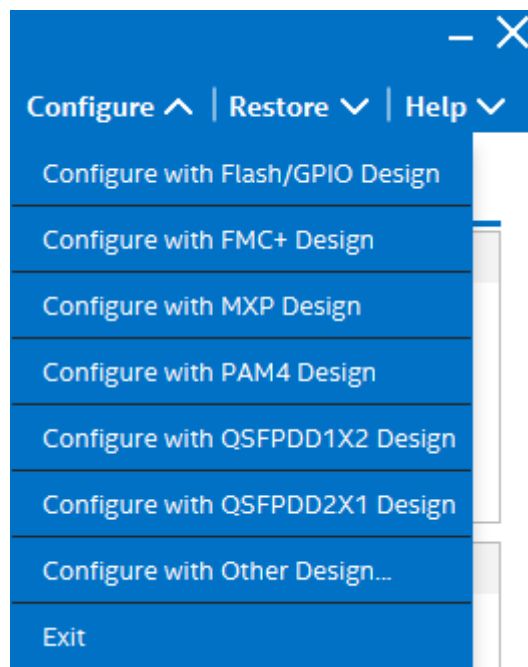 Configure Restore Help
Configure with Flash/GPIO Design
Configure with FMC+ Design
Configure with MXP Design
Configure with PAM4 Design
Configure with QSFPDD1X2 Design
Configure with QSFPDD2X1 Design
Configure with Other Design...
Exit